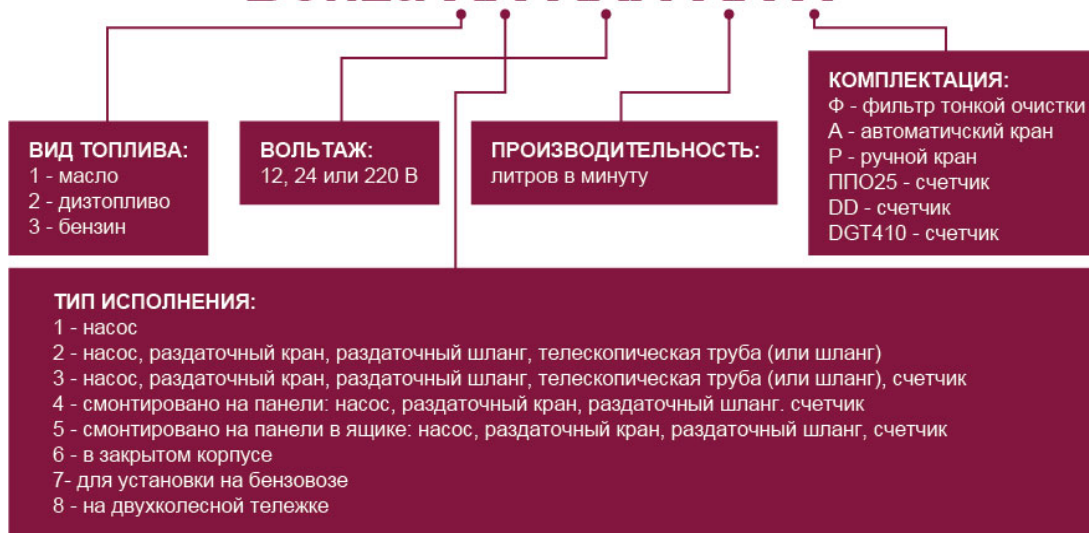 ВИД ТОПЛИВА:
1 - масло
2 - дизтопливо
3 - бензин
ВОЛЬТАЖ:
12, 24 или 220 В
ПРОИЗВОДИТЕЛЬНОСТЬ:
литров в минуту
КОМПЛЕКТАЦИЯ:
Ф - фильтр тонкой очистки
А - автоматичский кран
Р - ручной кран
ППО25 - счетчик
DD - счетчик
DGT410 - счетчик
ТИП ИСПОЛНЕНИЯ:
1 - насос
2 - насос, раздаточный кран, раздаточный шланг, телескопическая труба (или шланг)
3 - насос, раздаточный кран, раздаточный шланг, телескопическая труба (или шланг), счетчик
4 - смонтировано на панели: насос, раздаточный кран, раздаточный шланг. счетчик
5 - смонтировано на панели в ящике: насос, раздаточный кран, раздаточный шланг, счетчик
6 - в закрытом корпусе
7- для установки на бензовозе
8 - на двухколесной тележке